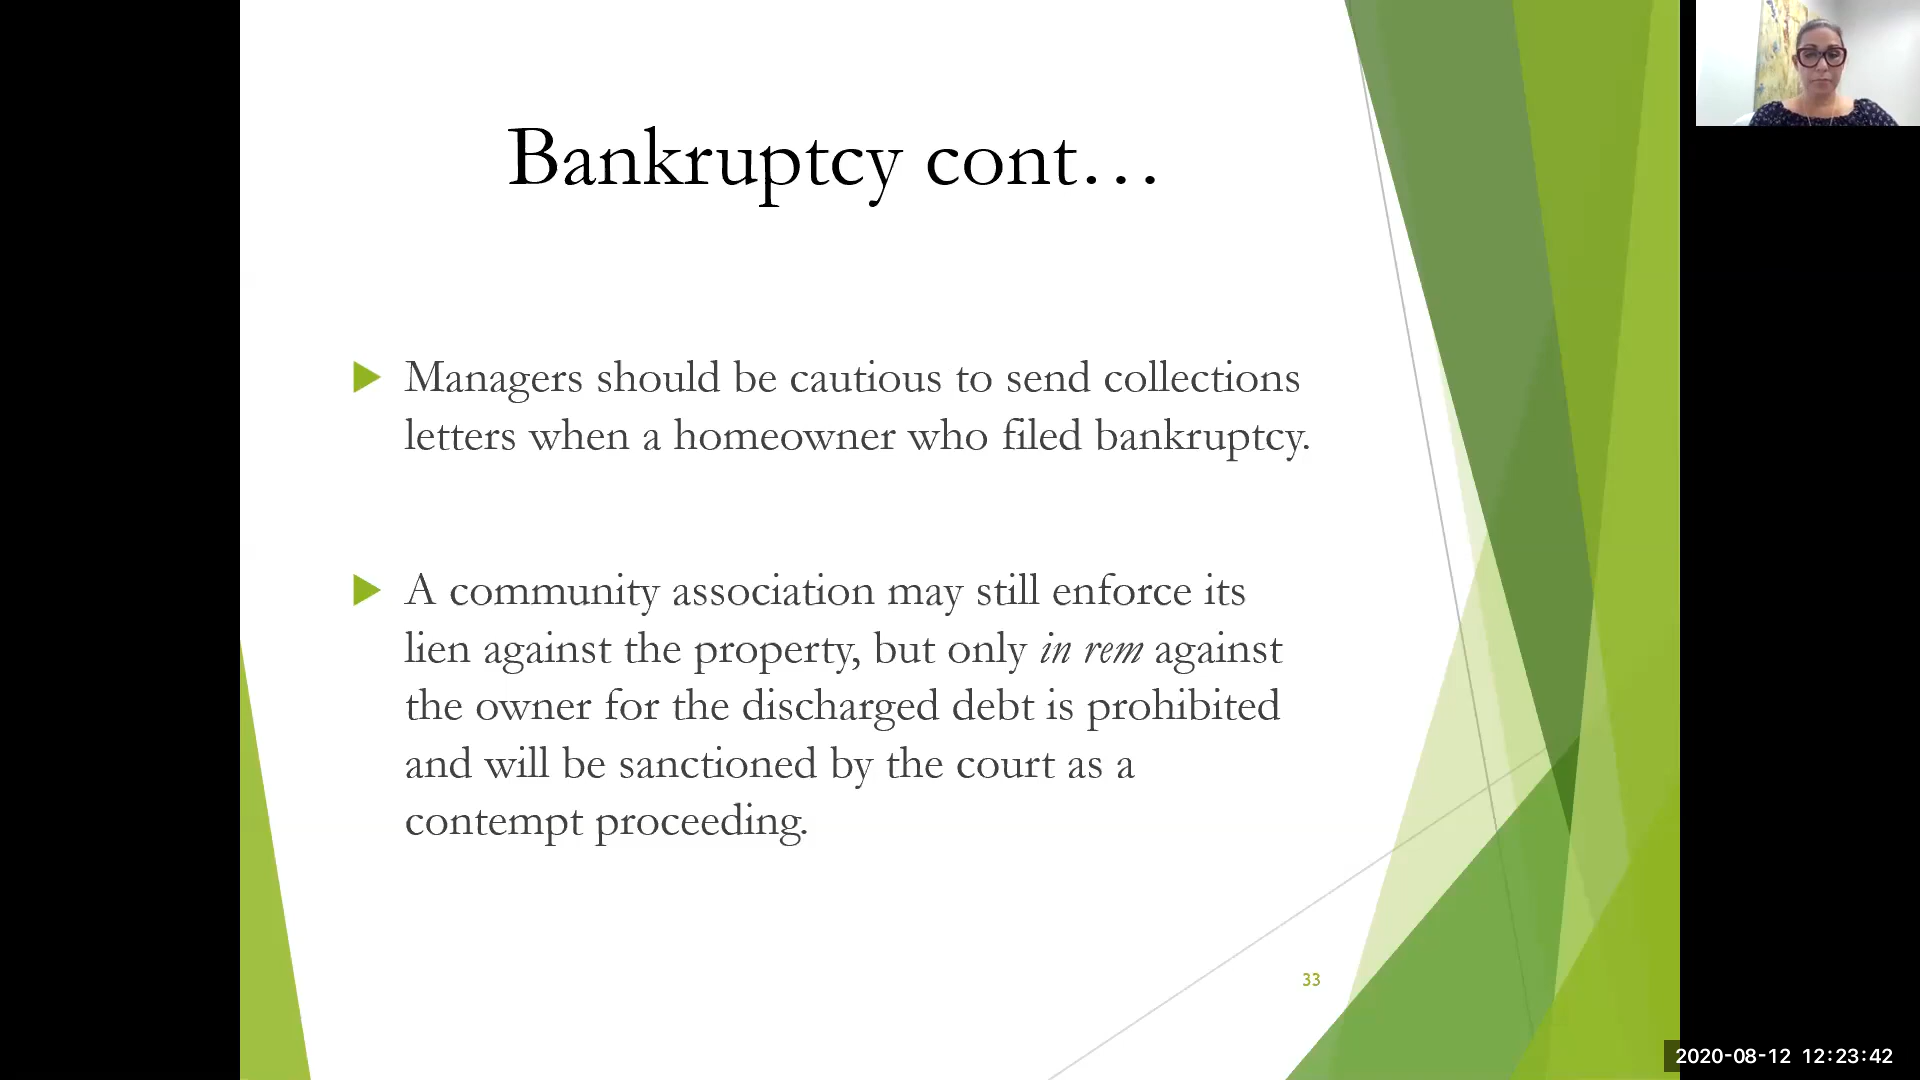 Bankruptcy cont…
Managers should be cautious to send collections
letters when a homeowner who filed bankruptcy.
A community association may still enforce its
lien against the property, but only in rem against
the owner for the discharged debt is prohibited
and will be sanctioned by the court as a
contempt proceeding.
33
2020-08-12 12:23:42